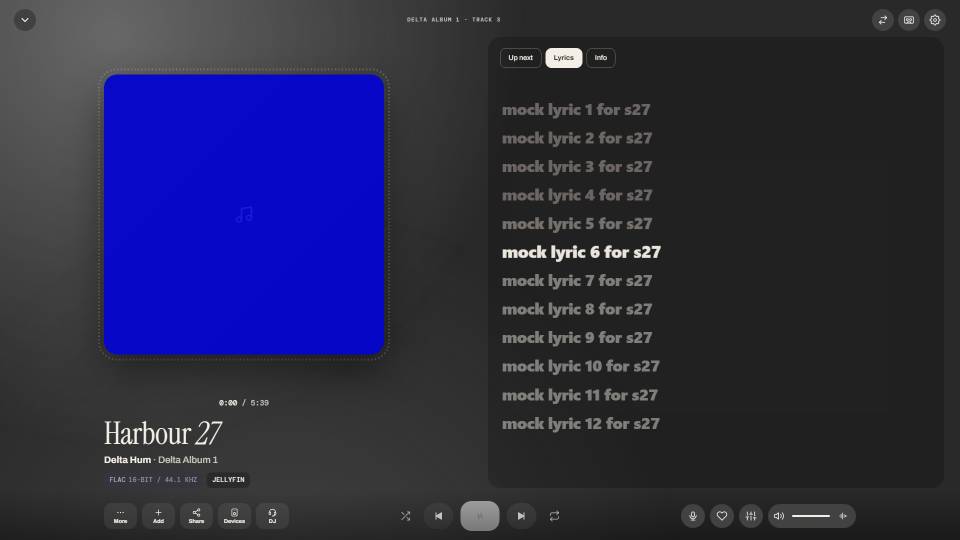 DELTA ALBUM 1 · TRACK 3
Up next
Lyrics
Info
mock lyric 1 for s27
mock lyric 2 for s27
mock lyric 3 for s27
mock lyric 4 for s27
mock lyric 5 for s27
mock lyric 6 for s27
mock lyric 7 for s27
mock lyric 8 for s27
mock lyric 9 for s27
mock lyric 10 for s27
mock lyric 11 for s27
mock lyric 12 for s27
0:00 / 5:39
Harbour 27
Delta Hum · Delta Album 1
FLAC 16-BIT / 44.1 KHZ JELLYFIN
More
Add
Share
Devices
DJ